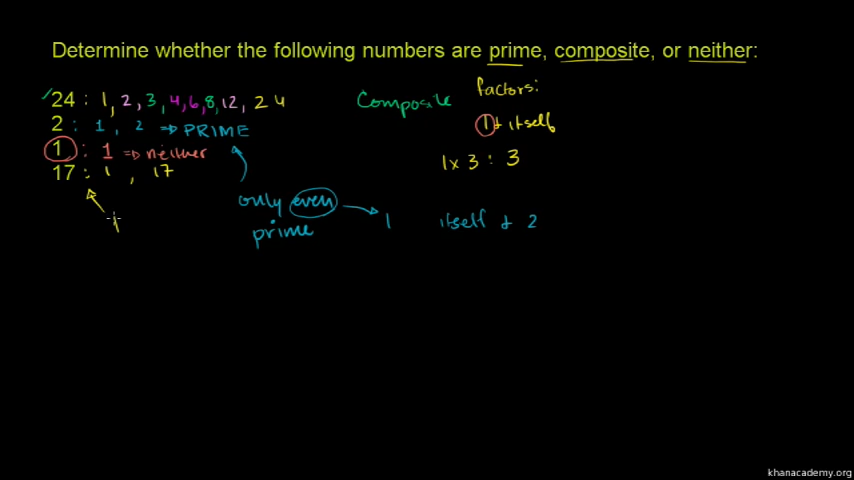 Determine whether the following numbers are prime, composite, or neither:
24 : 1, 2, 3, 4, 6, 8, 12, 24
Composite
factors:
2 : 1, 2 ⇒ PRIME
1 + itself
1 : 1 ⇒ neither
1 x 3 : 3
17 : 1, 17
only even
prime
1 itself + 2
khanacademy.org